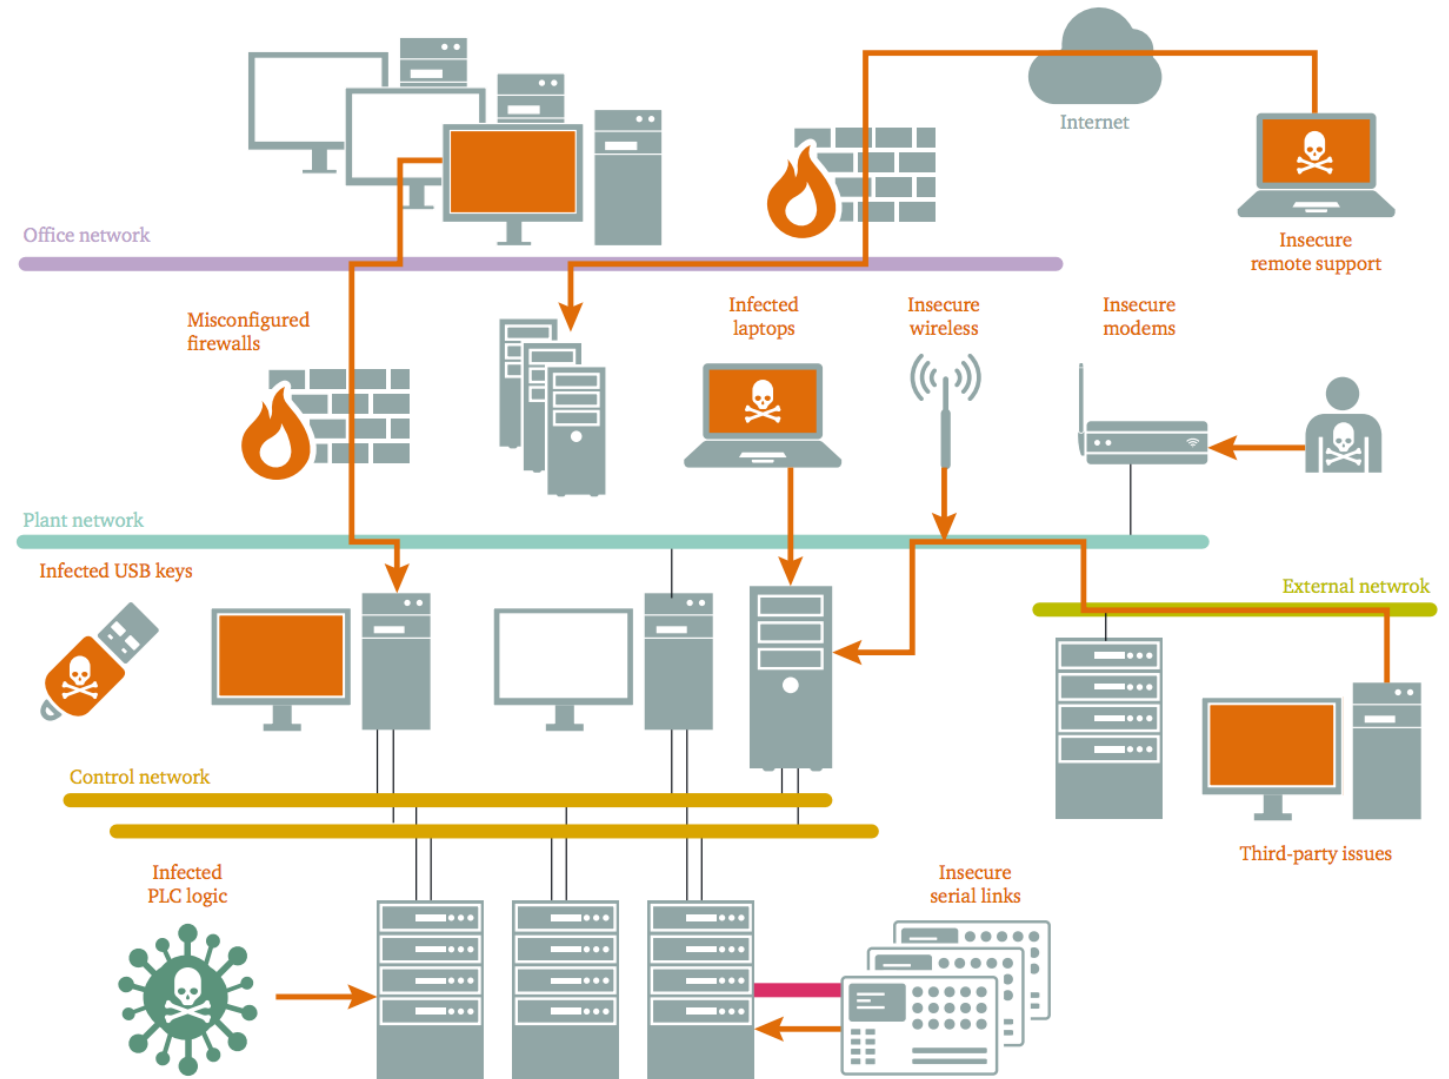 Internet
Office network
Insecure
remote support
Misconfigured
firewalls
Infected
laptops
Insecure
wireless
Insecure
modems
Plant network
Infected USB keys
External netwrok
Control network
Third-party issues
Infected
PLC logic
Insecure
serial links